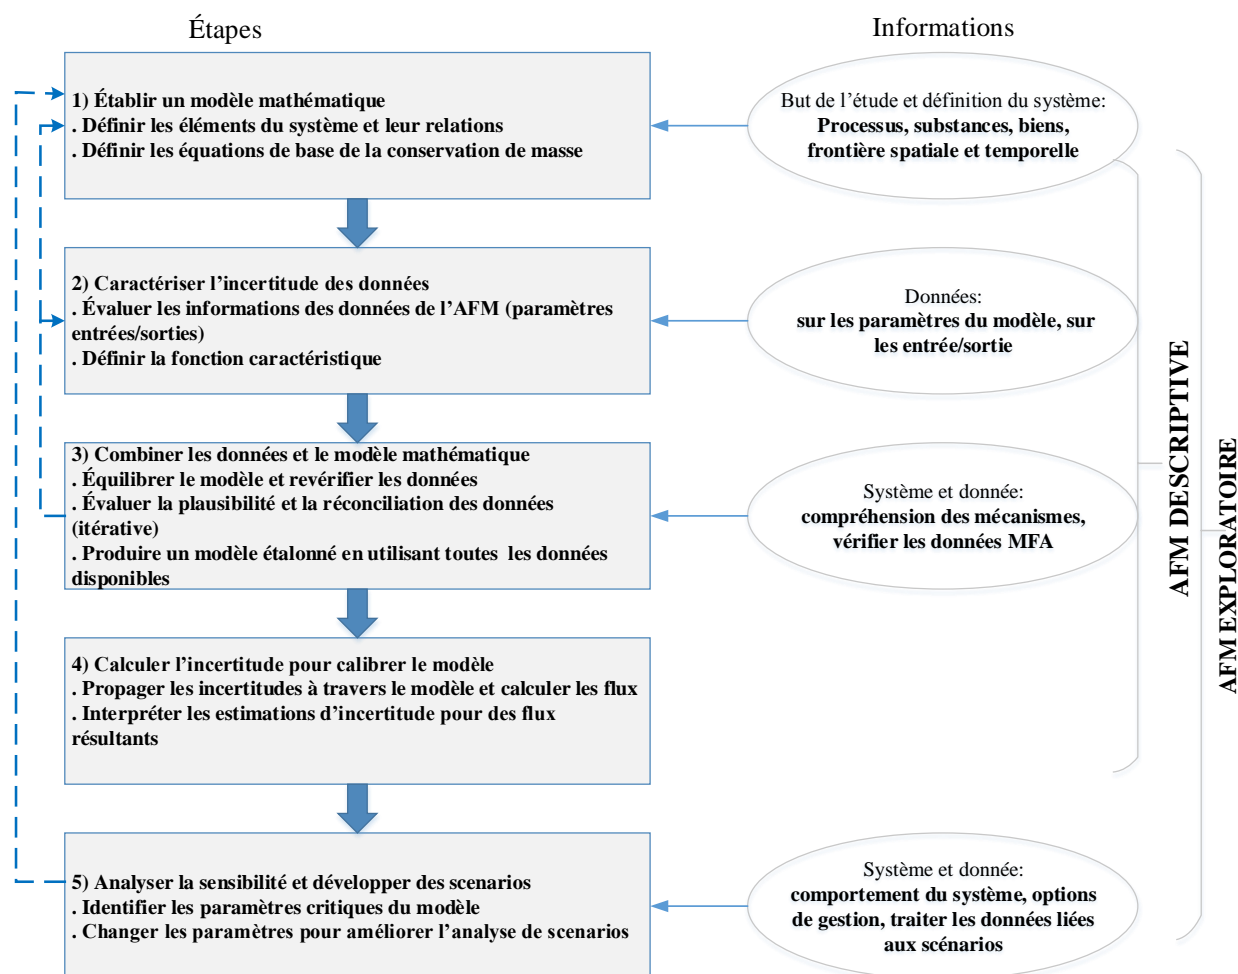 Étapes
Informations
1) Établir un modèle mathématique
. Définir les éléments du système et leur relations
. Définir les équations de base de la conservation de masse
But de l’étude et définition du système:
Processus, substances, biens,
frontière spatiale et temporelle
2) Caractériser l’incertitude des données
. Évaluer les informations des données de l’AFM (paramètres
entrées/sorties)
. Définir la fonction caractéristique
Données:
sur les paramètres du modèle, sur
les entrée/sortie
3) Combiner les données et le modèle mathématique
. Équilibrer le modèle et revérifier les données
. Évaluer la plausibilité et la réconciliation des données
(itérative)
. Produire un modèle étalonné en utilisant toutes les données
disponibles
Système et donnée:
compréhension des mécanismes,
vérifier les données MFA
4) Calculer l’incertitude pour calibrer le modèle
. Propager les incertitudes à travers le modèle et calculer les flux
. Interpréter les estimations d’incertitude pour des flux
résultants
5) Analyser la sensibilité et développer des scenarios
. Identifier les paramètres critiques du modèle
. Changer les paramètres pour améliorer l’analyse de scenarios
Système et donnée:
comportement du système, options
de gestion, traiter les données liées
aux scénarios
AFM DESCRIPTIVE
AFM EXPLORATOIRE